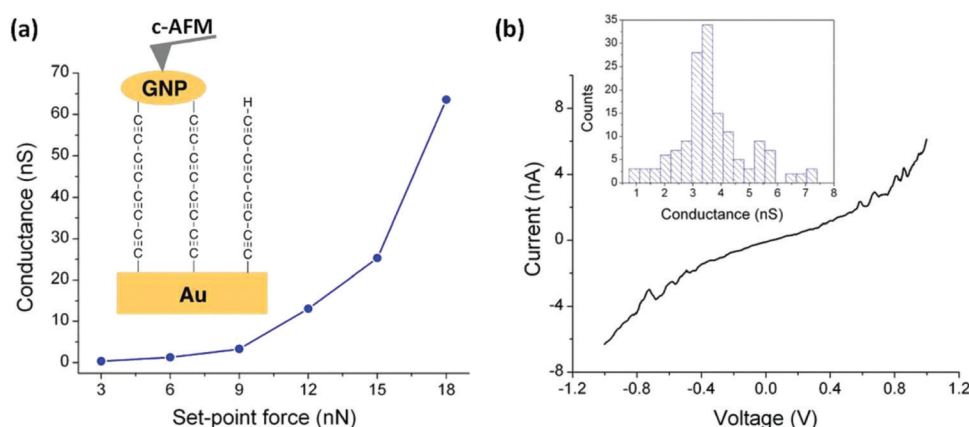 (a)
c-AFM
GNP
H
C≡C-C≡C-C≡C-C≡C
C≡C-C≡C-C≡C-C≡C
C≡C-C≡C-C≡C-C≡C
Au
70
60
50
40
30
20
10
0
Conductance (nS)
3 6 9 12 15 18
Set-point force (nN)
(b)
35
30
25
20
15
10
5
0
Counts
1 2 3 4 5 6 7 8
Conductance (nS)
8
4
0
-4
-8
Current (nA)
-1.2 -0.8 -0.4 0.0 0.4 0.8 1.2
Voltage (V)